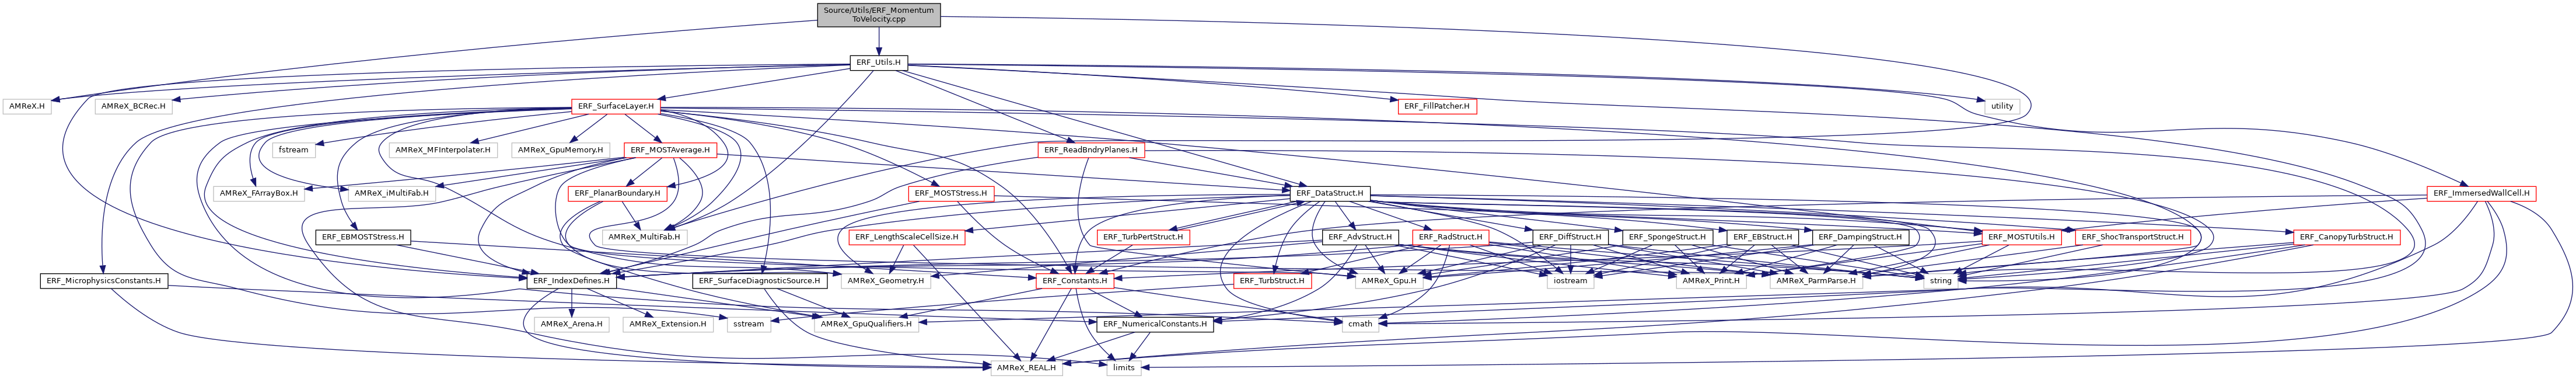 Source/Utils/ERF_Momentum
ToVelocity.cpp
ERF_Utils.H
AMReX.H
AMReX_BCRec.H
ERF_SurfaceLayer.H
ERF_FillPatcher.H
utility
fstream
AMReX_MFInterpolater.H
AMReX_GpuMemory.H
ERF_MOSTAverage.H
ERF_ReadBndryPlanes.H
AMReX_FArrayBox.H
AMReX_iMultiFab.H
ERF_PlanarBoundary.H
ERF_MOSTStress.H
ERF_DataStruct.H
ERF_ImmersedWallCell.H
ERF_EBMOSTStress.H
AMReX_MultiFab.H
ERF_LengthScaleCellSize.H
ERF_TurbPertStruct.H
ERF_AdvStruct.H
ERF_RadStruct.H
ERF_DiffStruct.H
ERF_SpongeStruct.H
ERF_EBStruct.H
ERF_DampingStruct.H
ERF_MOSTUtils.H
ERF_ShocTransportStruct.H
ERF_CanopyTurbStruct.H
ERF_MicrophysicsConstants.H
ERF_IndexDefines.H
ERF_SurfaceDiagnosticSource.H
AMReX_Geometry.H
ERF_Constants.H
ERF_TurbStruct.H
AMReX_Gpu.H
iostream
AMReX_Print.H
AMReX_ParmParse.H
string
AMReX_Arena.H
AMReX_Extension.H
sstream
AMReX_GpuQualifiers.H
ERF_NumericalConstants.H
cmath
AMReX_REAL.H
limits